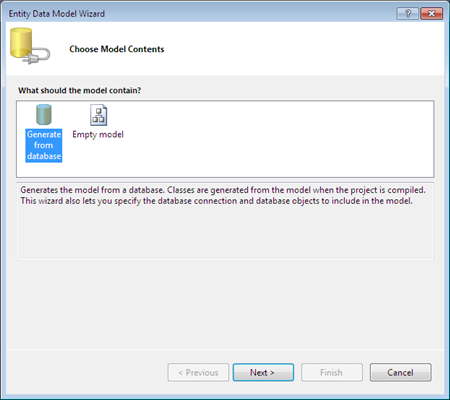 Entity Data Model Wizard
?
Choose Model Contents
What should the model contain?
Generate
from
database
Empty model
Generates the model from a database. Classes are generated from the model when the project is compiled.
This wizard also lets you specify the database connection and database objects to include in the model.
< Previous
Next >
Finish
Cancel